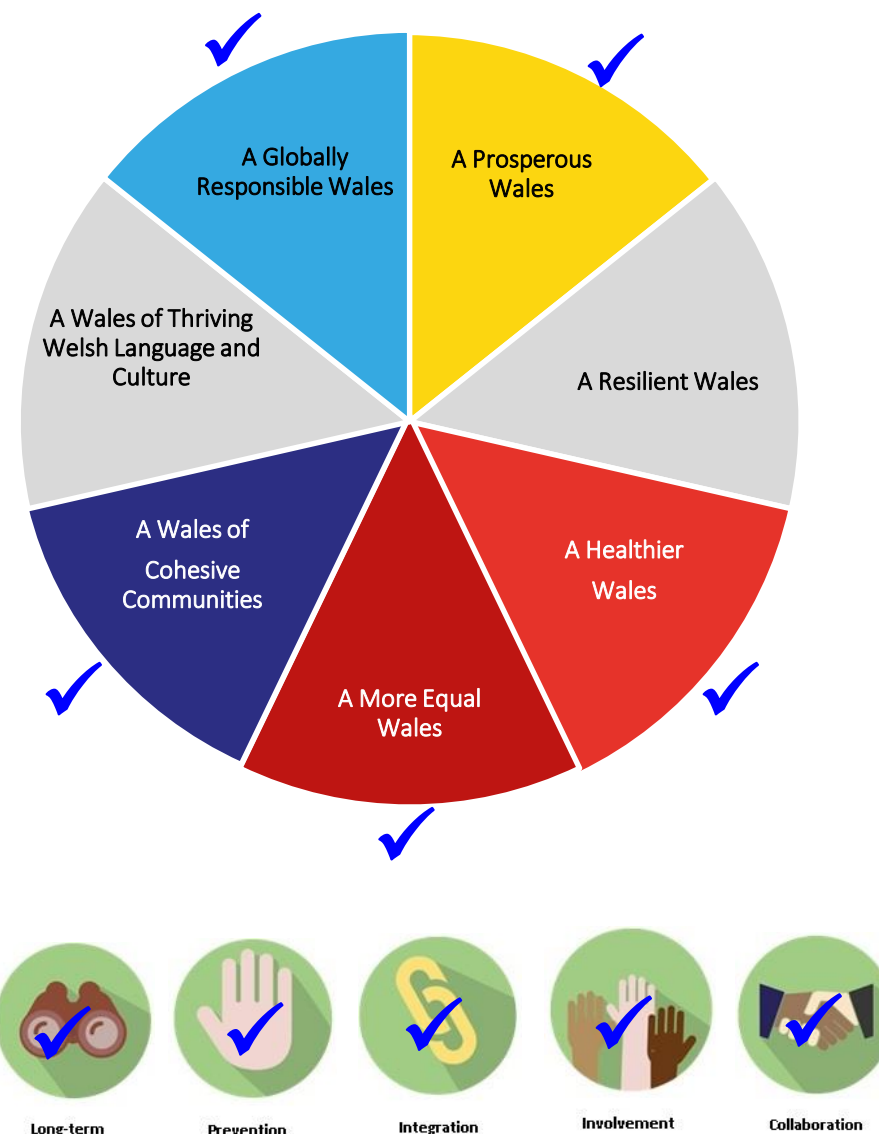 A Globally
Responsible Wales
A Prosperous
Wales
A Wales of Thriving
Welsh Language and
Culture
A Resilient Wales
A Wales of
Cohesive
Communities
A Healthier
Wales
A More Equal
Wales
Long-term
Prevention
Integration
Involvement
Collaboration